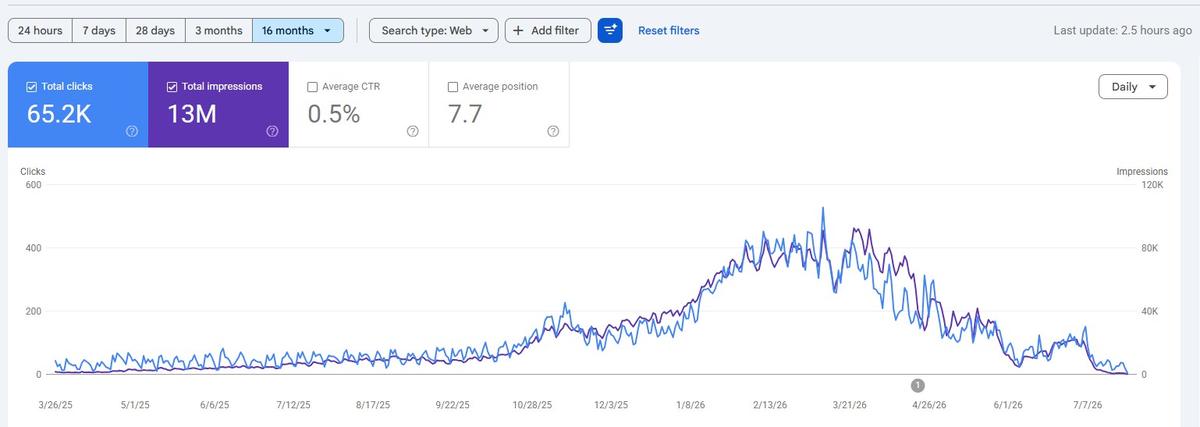 24 hours 7 days 28 days 3 months 16 months Search type: Web Add filter Reset filters Last update: 2.5 hours ago
Total clicks Total impressions Average CTR Average position Daily
65.2K 13M 0.5% 7.7
Clicks Impressions
600 120K
400 80K
200 40K
0 0
1
3/26/25 5/1/25 6/6/25 7/12/25 8/17/25 9/22/25 10/28/25 12/3/25 1/8/26 2/13/26 3/21/26 4/26/26 6/1/26 7/7/26